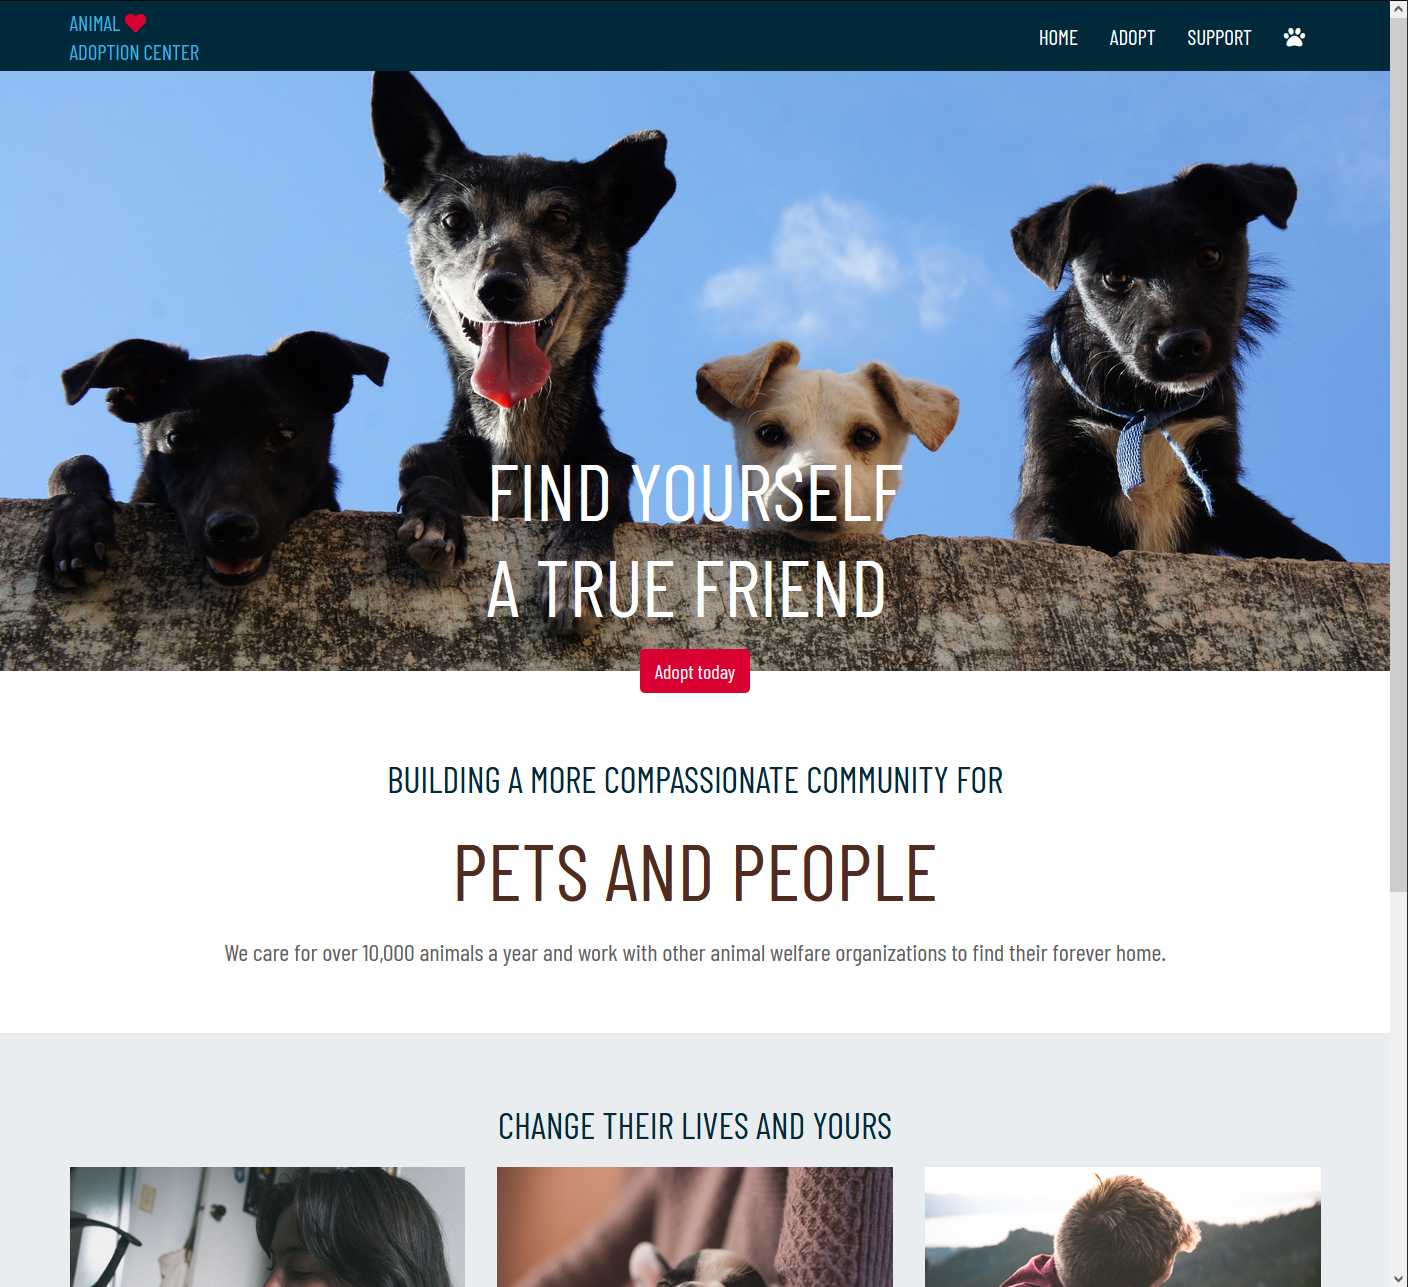 ANIMAL
ADOPTION CENTER
HOME ADOPT SUPPORT
FIND YOURSELF
A TRUE FRIEND
Adopt today
BUILDING A MORE COMPASSIONATE COMMUNITY FOR
PETS AND PEOPLE
We care for over 10,000 animals a year and work with other animal welfare organizations to find their forever home.
CHANGE THEIR LIVES AND YOURS